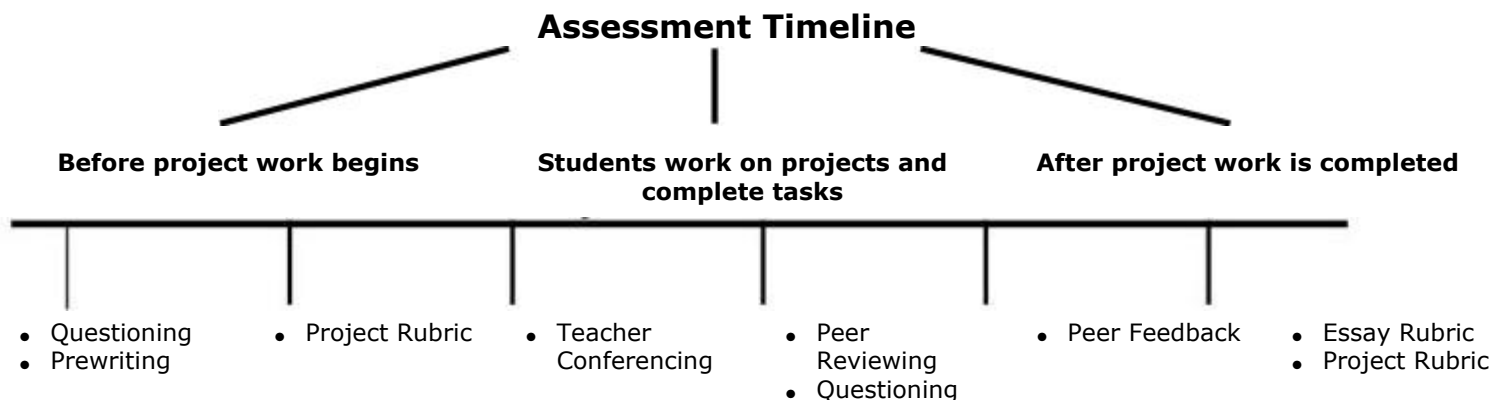 Assessment Timeline
Before project work begins
Students work on projects and
complete tasks
After project work is completed
• Questioning
• Prewriting
• Project Rubric
• Teacher
Conferencing
• Peer
Reviewing
• Questioning
• Peer Feedback
• Essay Rubric
• Project Rubric